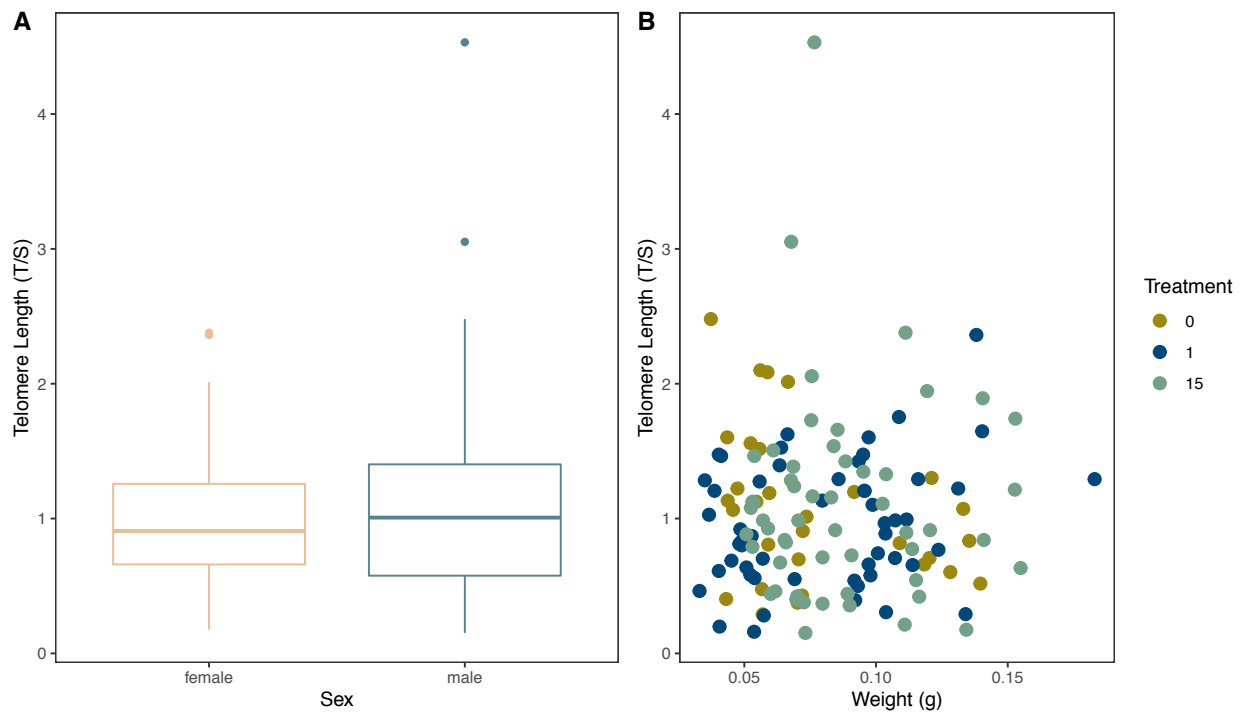 A
Telomere Length (T/S)
4
3
2
1
0
female
male
Sex
B
Telomere Length (T/S)
4
3
2
1
0
0.05
0.10
0.15
Weight (g)
Treatment
0
1
15